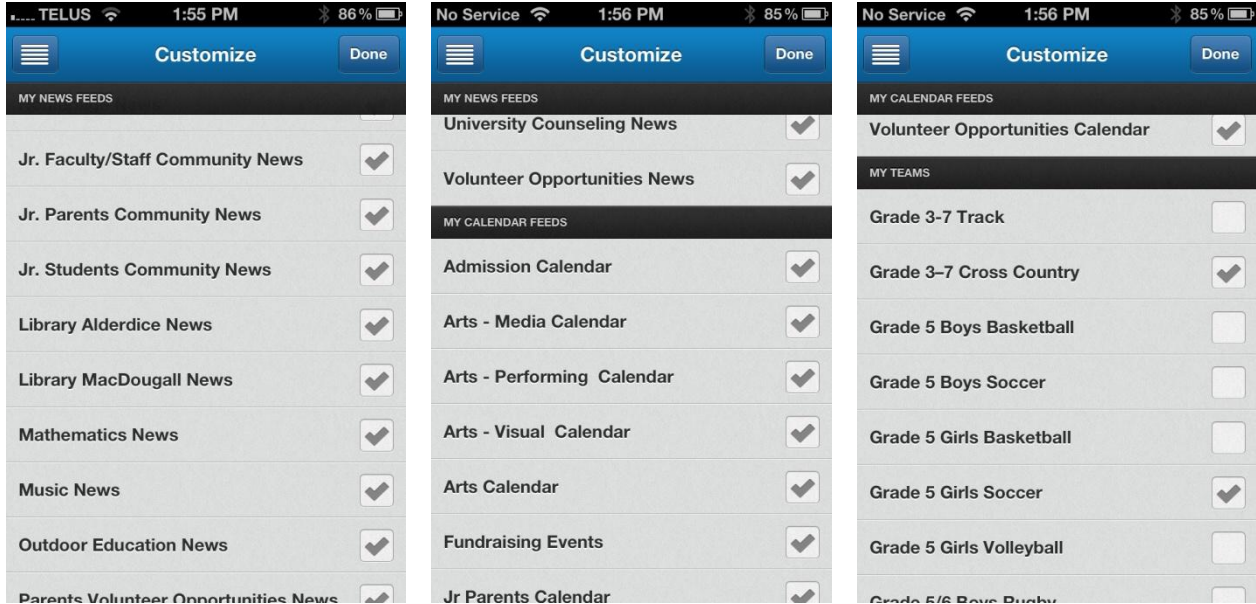 TELUS 1:55 PM 86%
Customize Done
MY NEWS FEEDS
Jr. Faculty/Staff Community News
Jr. Parents Community News
Jr. Students Community News
Library Alderdice News
Library MacDougall News
Mathematics News
Music News
Outdoor Education News
Parents Volunteer Opportunities News
No Service 1:56 PM 85%
Customize Done
MY NEWS FEEDS
University Counseling News
Volunteer Opportunities News
MY CALENDAR FEEDS
Admission Calendar
Arts - Media Calendar
Arts - Performing Calendar
Arts - Visual Calendar
Arts Calendar
Fundraising Events
Jr Parents Calendar
No Service 1:56 PM 85%
Customize Done
MY CALENDAR FEEDS
Volunteer Opportunities Calendar
MY TEAMS
Grade 3-7 Track
Grade 3–7 Cross Country
Grade 5 Boys Basketball
Grade 5 Boys Soccer
Grade 5 Girls Basketball
Grade 5 Girls Soccer
Grade 5 Girls Volleyball
Grade 5/6 Boys Rugby